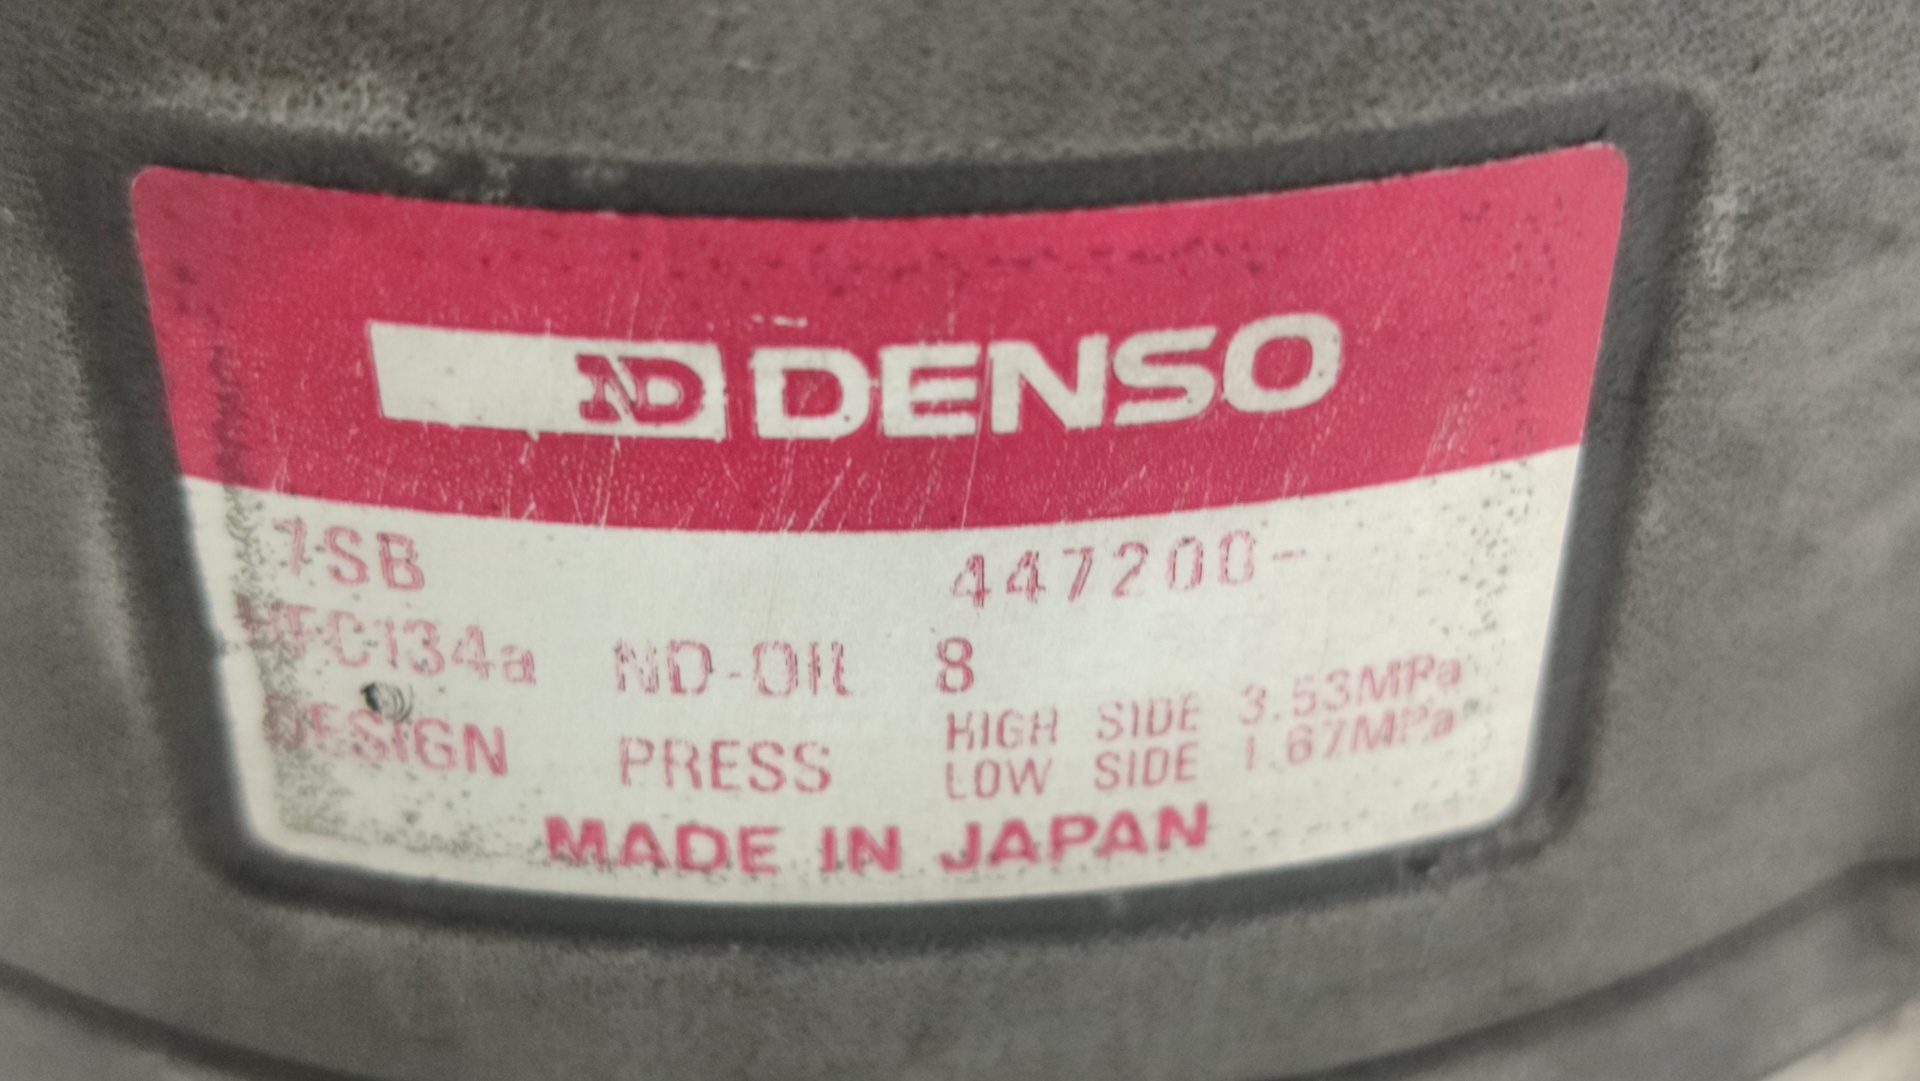 ND DENSO
7SB 447200-
HFC134a ND-OIL 8
DESIGN PRESS HIGH SIDE 3.53MPa
LOW SIDE 1.67MPa
MADE IN JAPAN